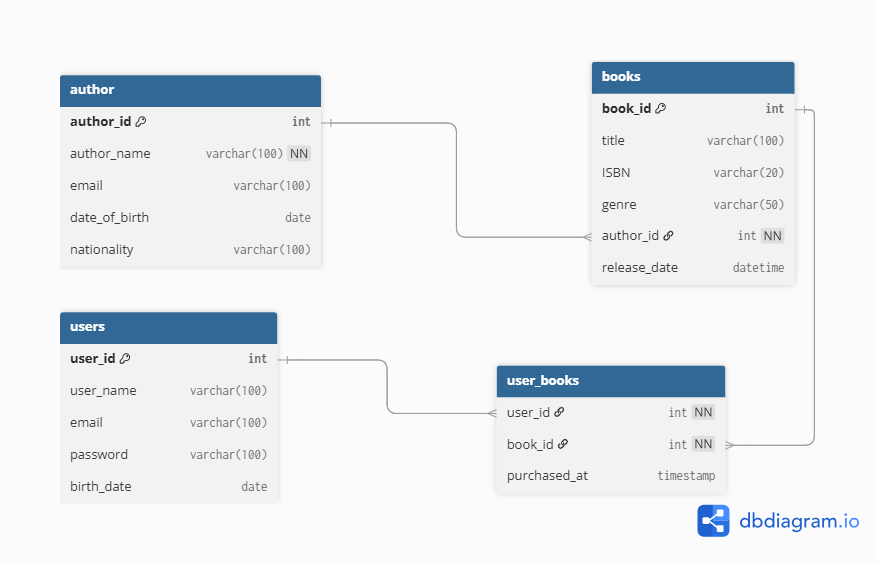 author
author_id int
author_name varchar(100) NN
email varchar(100)
date_of_birth date
nationality varchar(100)
books
book_id int
title varchar(100)
ISBN varchar(20)
genre varchar(50)
author_id int NN
release_date datetime
users
user_id int
user_name varchar(100)
email varchar(100)
password varchar(100)
birth_date date
user_books
user_id int NN
book_id int NN
purchased_at timestamp
dbdiagram.io